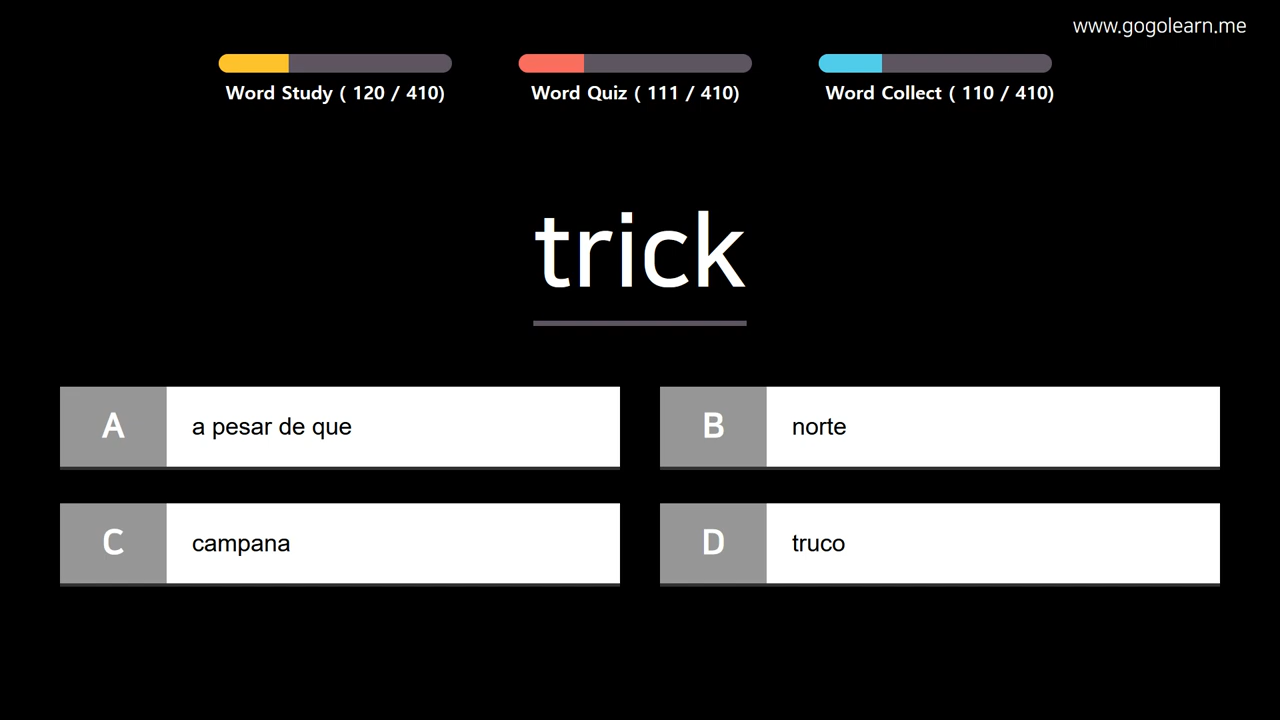 www.gogolearn.me
Word Study ( 120 / 410)
Word Quiz ( 111 / 410)
Word Collect ( 110 / 410)
trick
A
a pesar de que
B
norte
C
campana
D
truco